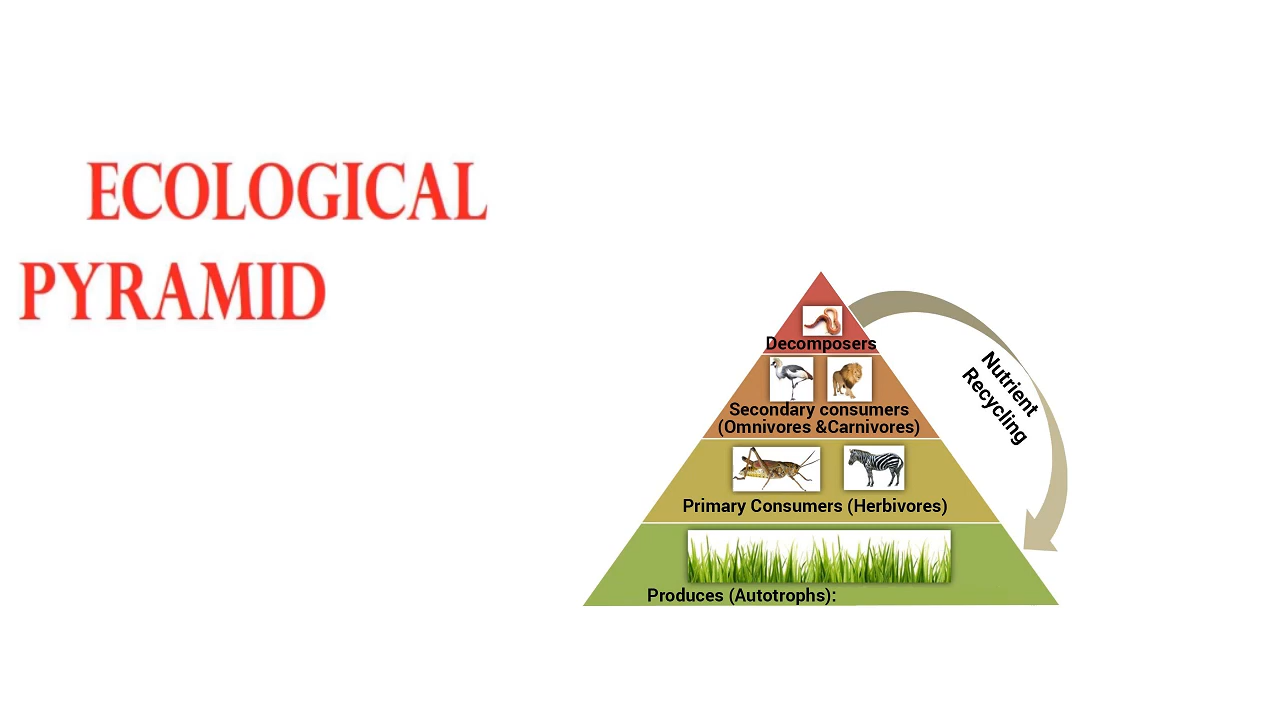 ECOLOGICAL
PYRAMID
Decomposers
Secondary consumers
(Omnivores &Carnivores)
Primary Consumers (Herbivores)
Produces (Autotrophs):
Nutrient
Recycling